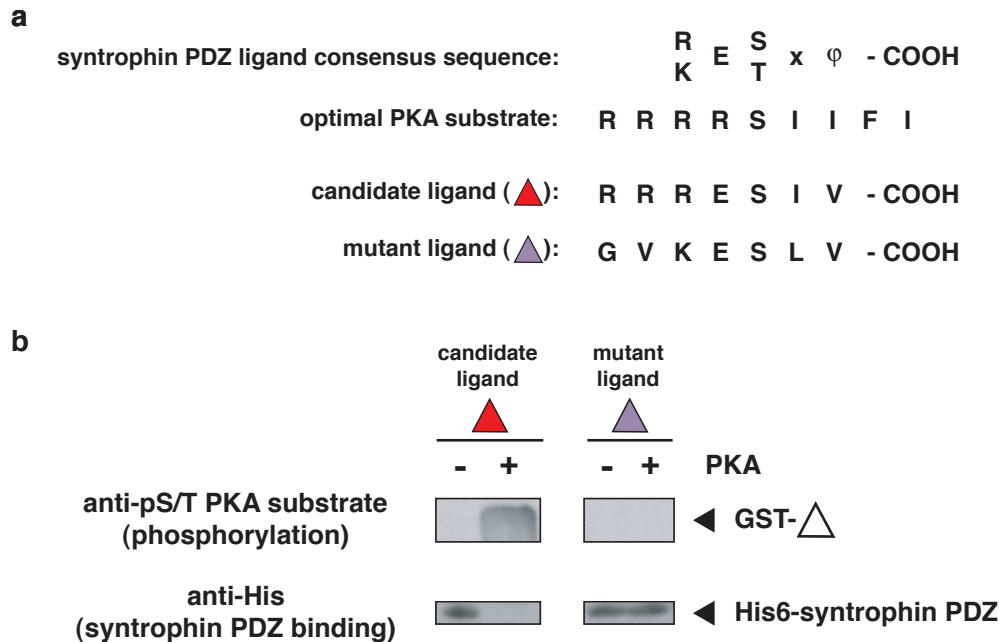 a
syntrophin PDZ ligand consensus sequence: R/K E S/T x φ - COOH
optimal PKA substrate: R R R R S I I F I
candidate ligand ( ): R R R E S I V - COOH
mutant ligand ( ): G V K E S L V - COOH
b
candidate ligand
mutant ligand
- + - + PKA
anti-pS/T PKA substrate
(phosphorylation)
GST-
anti-His
(syntrophin PDZ binding)
His6-syntrophin PDZ